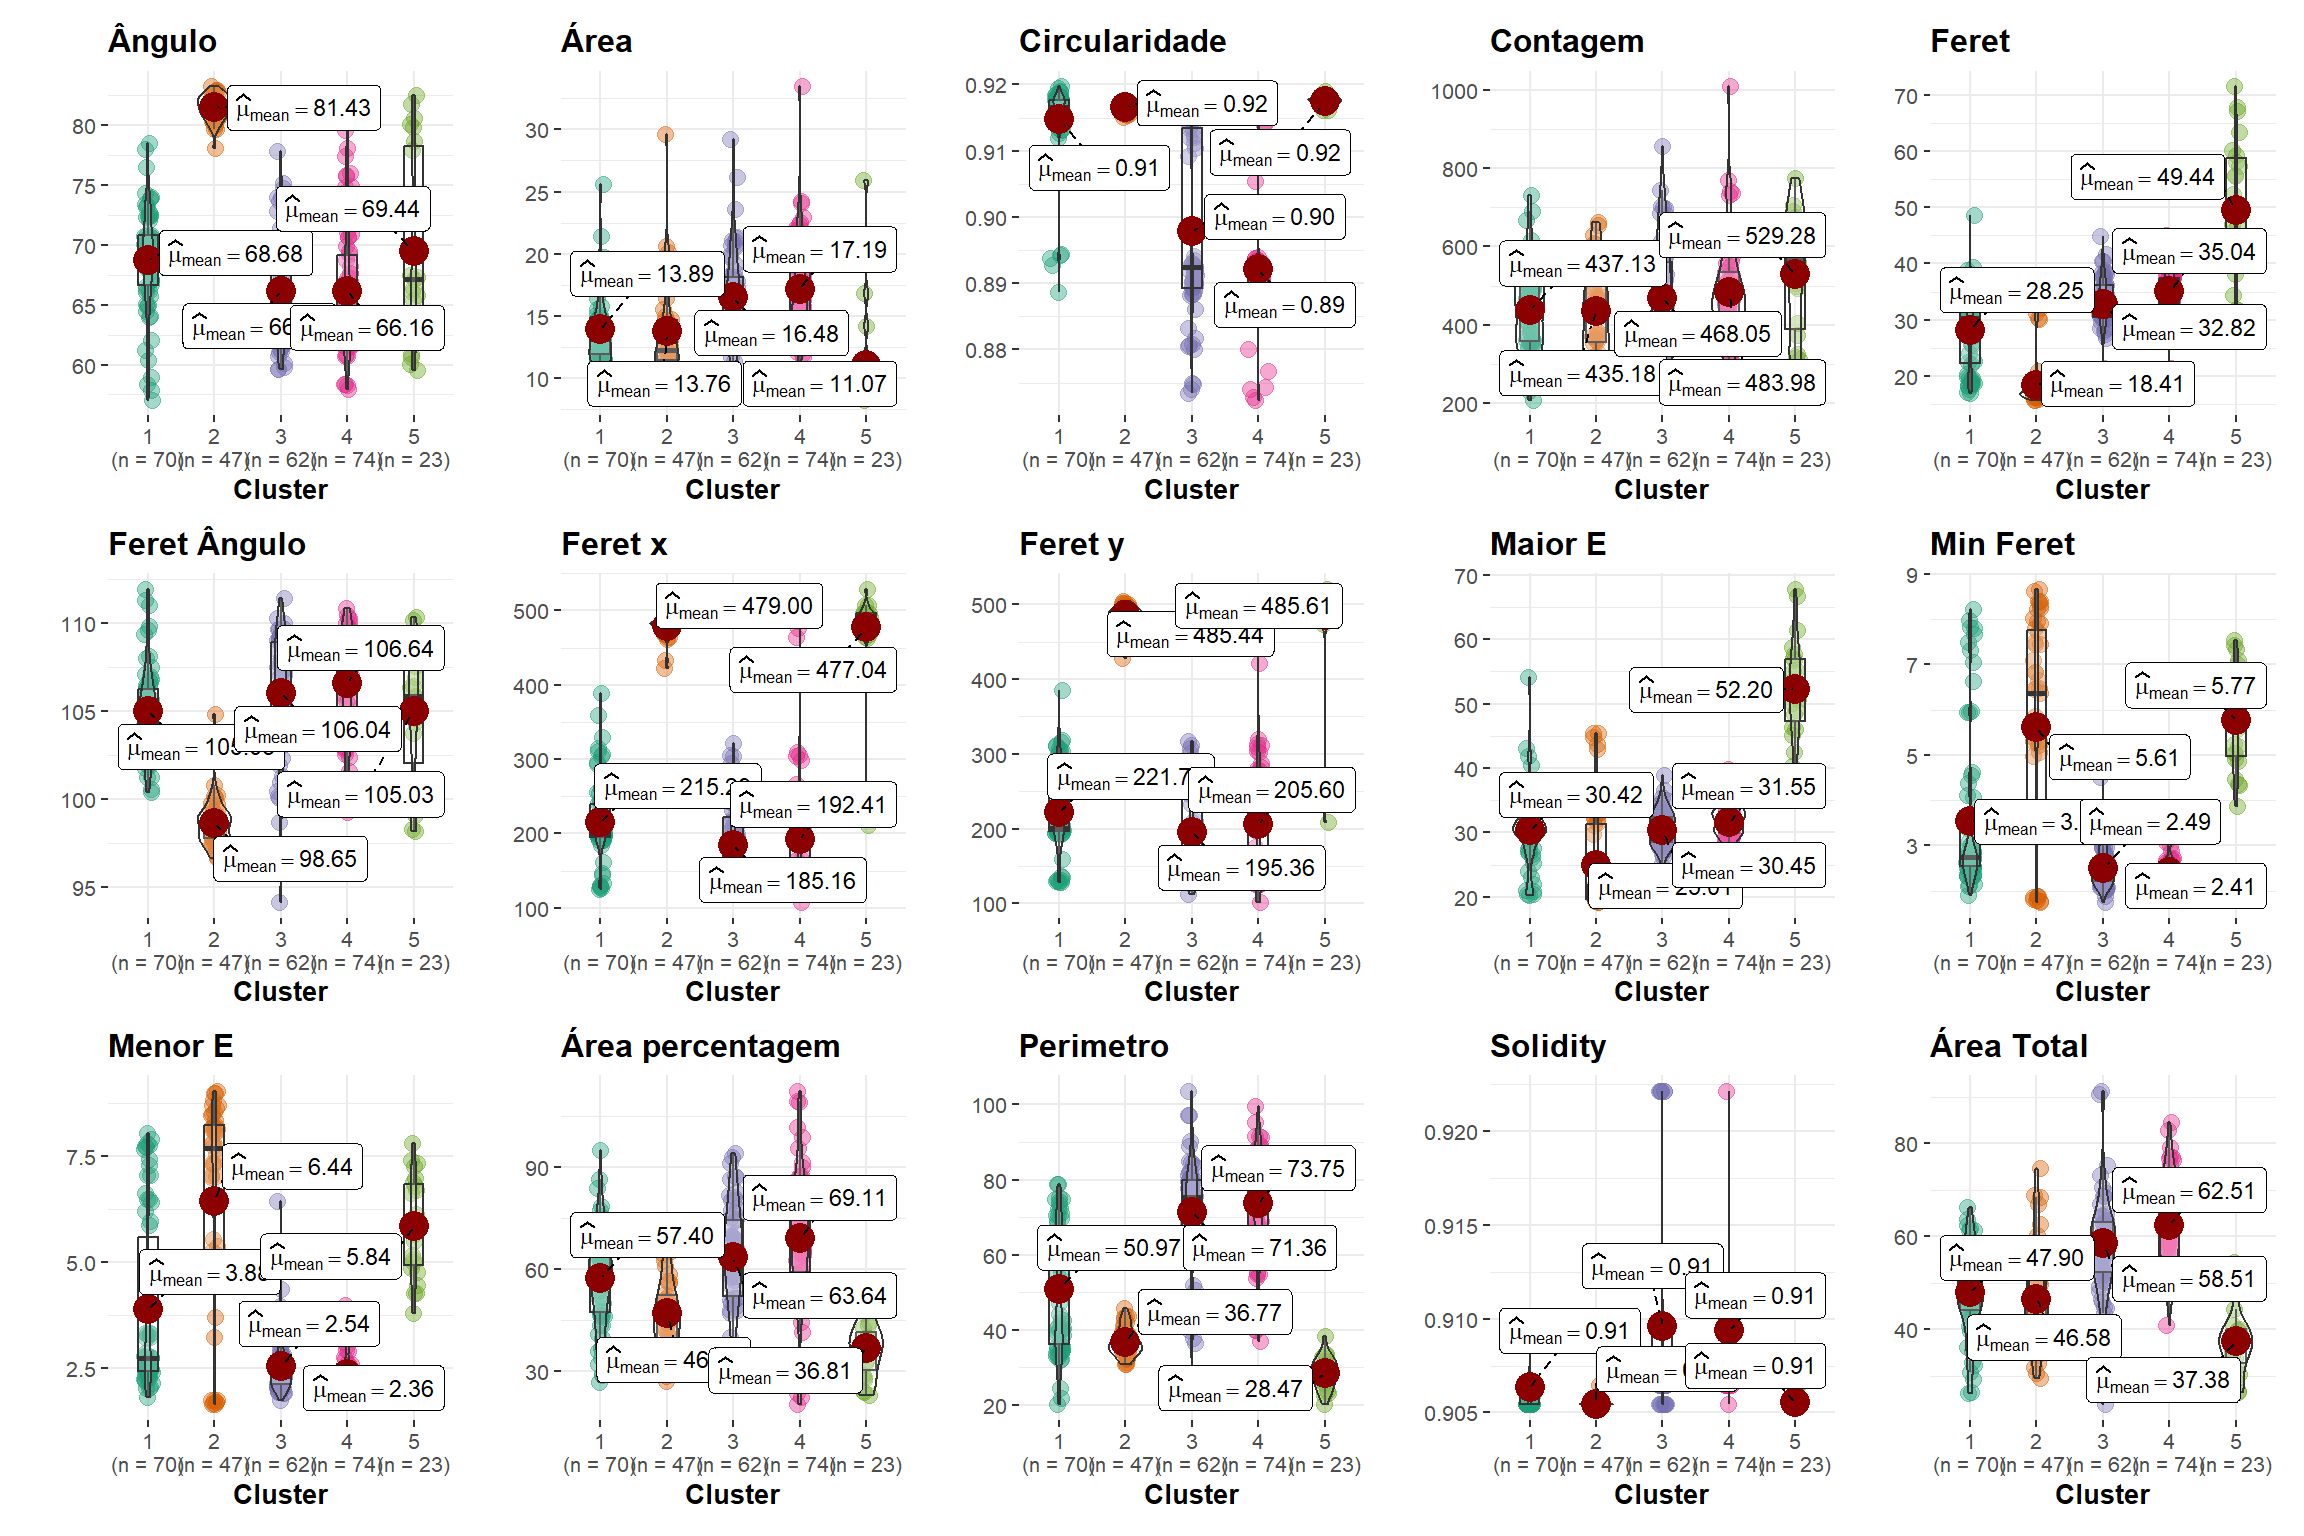 Ângulo
80
75
70
65
60
μ̂mean = 81.43
μ̂mean = 69.44
μ̂mean = 68.68
μ̂mean = 66
μ̂mean = 66.16
1 2 3 4 5
(n = 70) (n = 47) (n = 62) (n = 74) (n = 23)
Cluster
Área
30
25
20
15
10
μ̂mean = 17.19
μ̂mean = 13.89
μ̂mean = 16.48
μ̂mean = 13.76
μ̂mean = 11.07
1 2 3 4 5
(n = 70) (n = 47) (n = 62) (n = 74) (n = 23)
Cluster
Circularidade
0.92
0.91
0.90
0.89
0.88
μ̂mean = 0.92
μ̂mean = 0.92
μ̂mean = 0.91
μ̂mean = 0.90
μ̂mean = 0.89
1 2 3 4 5
(n = 70) (n = 47) (n = 62) (n = 74) (n = 23)
Cluster
Contagem
1000
800
600
400
200
μ̂mean = 529.28
μ̂mean = 437.13
μ̂mean = 468.05
μ̂mean = 435.18
μ̂mean = 483.98
1 2 3 4 5
(n = 70) (n = 47) (n = 62) (n = 74) (n = 23)
Cluster
Feret
70
60
50
40
30
20
μ̂mean = 49.44
μ̂mean = 35.04
μ̂mean = 28.25
μ̂mean = 32.82
μ̂mean = 18.41
1 2 3 4 5
(n = 70) (n = 47) (n = 62) (n = 74) (n = 23)
Cluster
Feret Ângulo
110
105
100
95
μ̂mean = 106.64
μ̂mean = 106.04
μ̂mean =
μ̂mean = 105.03
μ̂mean = 98.65
1 2 3 4 5
(n = 70) (n = 47) (n = 62) (n = 74) (n = 23)
Cluster
Feret x
500
400
300
200
100
μ̂mean = 479.00
μ̂mean = 477.04
μ̂mean = 215.2
μ̂mean = 192.41
μ̂mean = 185.16
1 2 3 4 5
(n = 70) (n = 47) (n = 62) (n = 74) (n = 23)
Cluster
Feret y
500
400
300
200
100
μ̂mean = 485.61
μ̂mean = 485.44
μ̂mean = 221.7
μ̂mean = 205.60
μ̂mean = 195.36
1 2 3 4 5
(n = 70) (n = 47) (n = 62) (n = 74) (n = 23)
Cluster
Maior E
70
60
50
40
30
20
μ̂mean = 52.20
μ̂mean = 31.55
μ̂mean = 30.42
μ̂mean = 30.45
μ̂mean =
1 2 3 4 5
(n = 70) (n = 47) (n = 62) (n = 74) (n = 23)
Cluster
Min Feret
9
7
5
3
μ̂mean = 5.77
μ̂mean = 5.61
μ̂mean = 3.
μ̂mean = 2.49
μ̂mean = 2.41
1 2 3 4 5
(n = 70) (n = 47) (n = 62) (n = 74) (n = 23)
Cluster
Menor E
7.5
5.0
2.5
μ̂mean = 6.44
μ̂mean = 5.84
μ̂mean = 3.88
μ̂mean = 2.54
μ̂mean = 2.36
1 2 3 4 5
(n = 70) (n = 47) (n = 62) (n = 74) (n = 23)
Cluster
Área percentagem
90
60
30
μ̂mean = 69.11
μ̂mean = 57.40
μ̂mean = 63.64
μ̂mean = 46
μ̂mean = 36.81
1 2 3 4 5
(n = 70) (n = 47) (n = 62) (n = 74) (n = 23)
Cluster
Perimetro
100
80
60
40
20
μ̂mean = 73.75
μ̂mean = 50.97
μ̂mean = 71.36
μ̂mean = 36.77
μ̂mean = 28.47
1 2 3 4 5
(n = 70) (n = 47) (n = 62) (n = 74) (n = 23)
Cluster
Solidity
0.920
0.915
0.910
0.905
μ̂mean = 0.91
μ̂mean = 0.91
μ̂mean = 0.91
μ̂mean =
μ̂mean = 0.91
1 2 3 4 5
(n = 70) (n = 47) (n = 62) (n = 74) (n = 23)
Cluster
Área Total
80
60
40
μ̂mean = 62.51
μ̂mean = 47.90
μ̂mean = 58.51
μ̂mean = 46.58
μ̂mean = 37.38
1 2 3 4 5
(n = 70) (n = 47) (n = 62) (n = 74) (n = 23)
Cluster